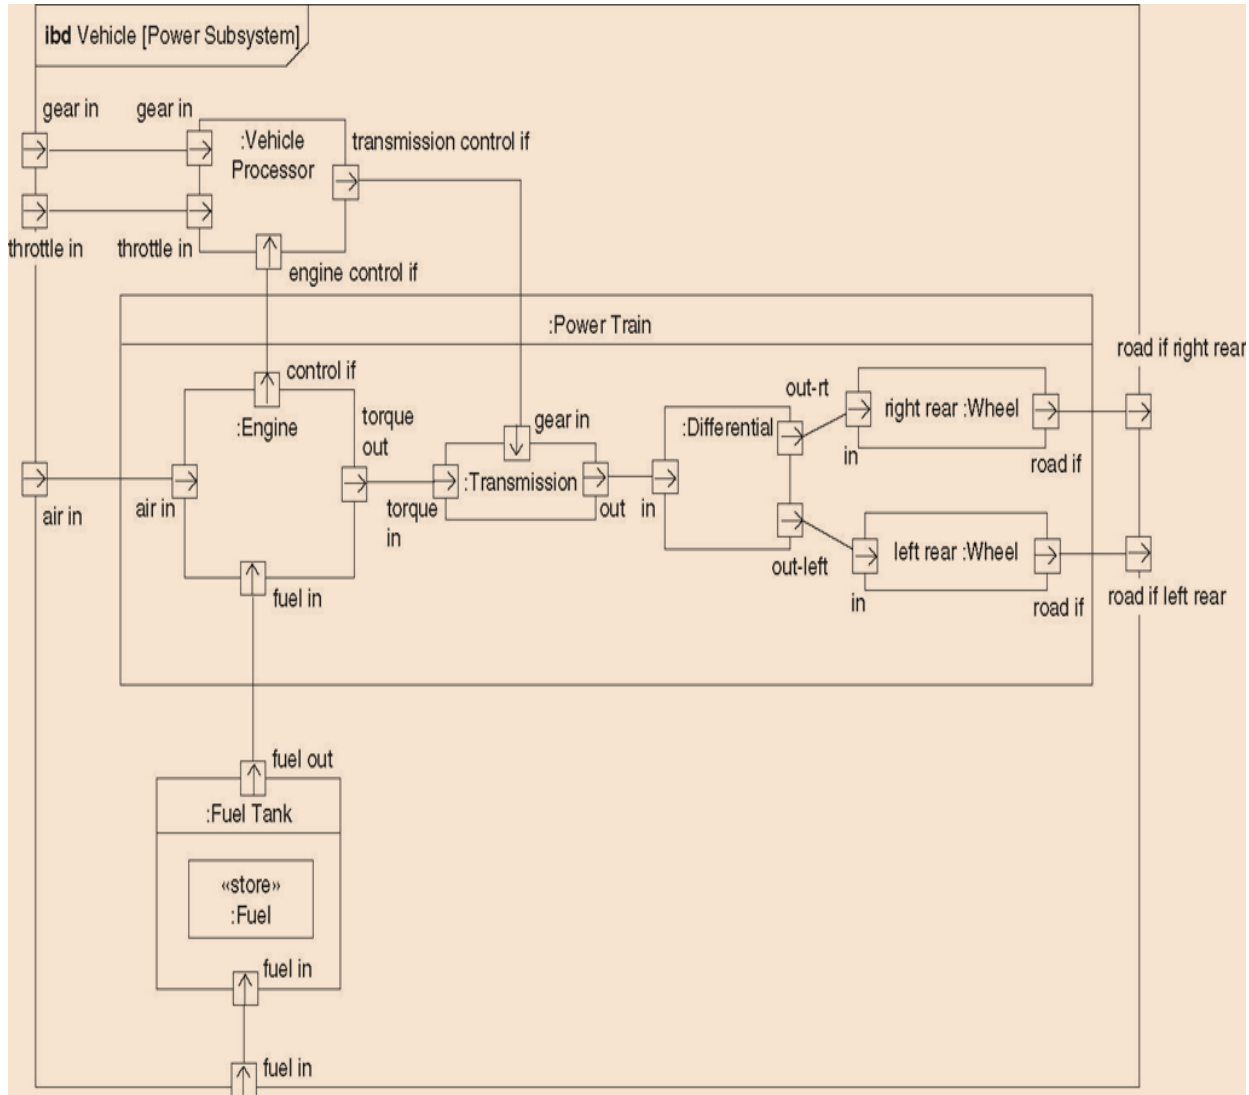 ibd Vehicle [Power Subsystem]
gear in
gear in
:Vehicle
Processor
transmission control if
throttle in
throttle in
engine control if
:Power Train
road if right rear
control if
:Engine
torque
out
gear in
out-rt
right rear :Wheel
:Differential
in
road if
:Transmission
air in
air in
torque
in
out
in
left rear :Wheel
out-left
in
road if
road if left rear
fuel in
fuel out
:Fuel Tank
«store»
:Fuel
fuel in
fuel in